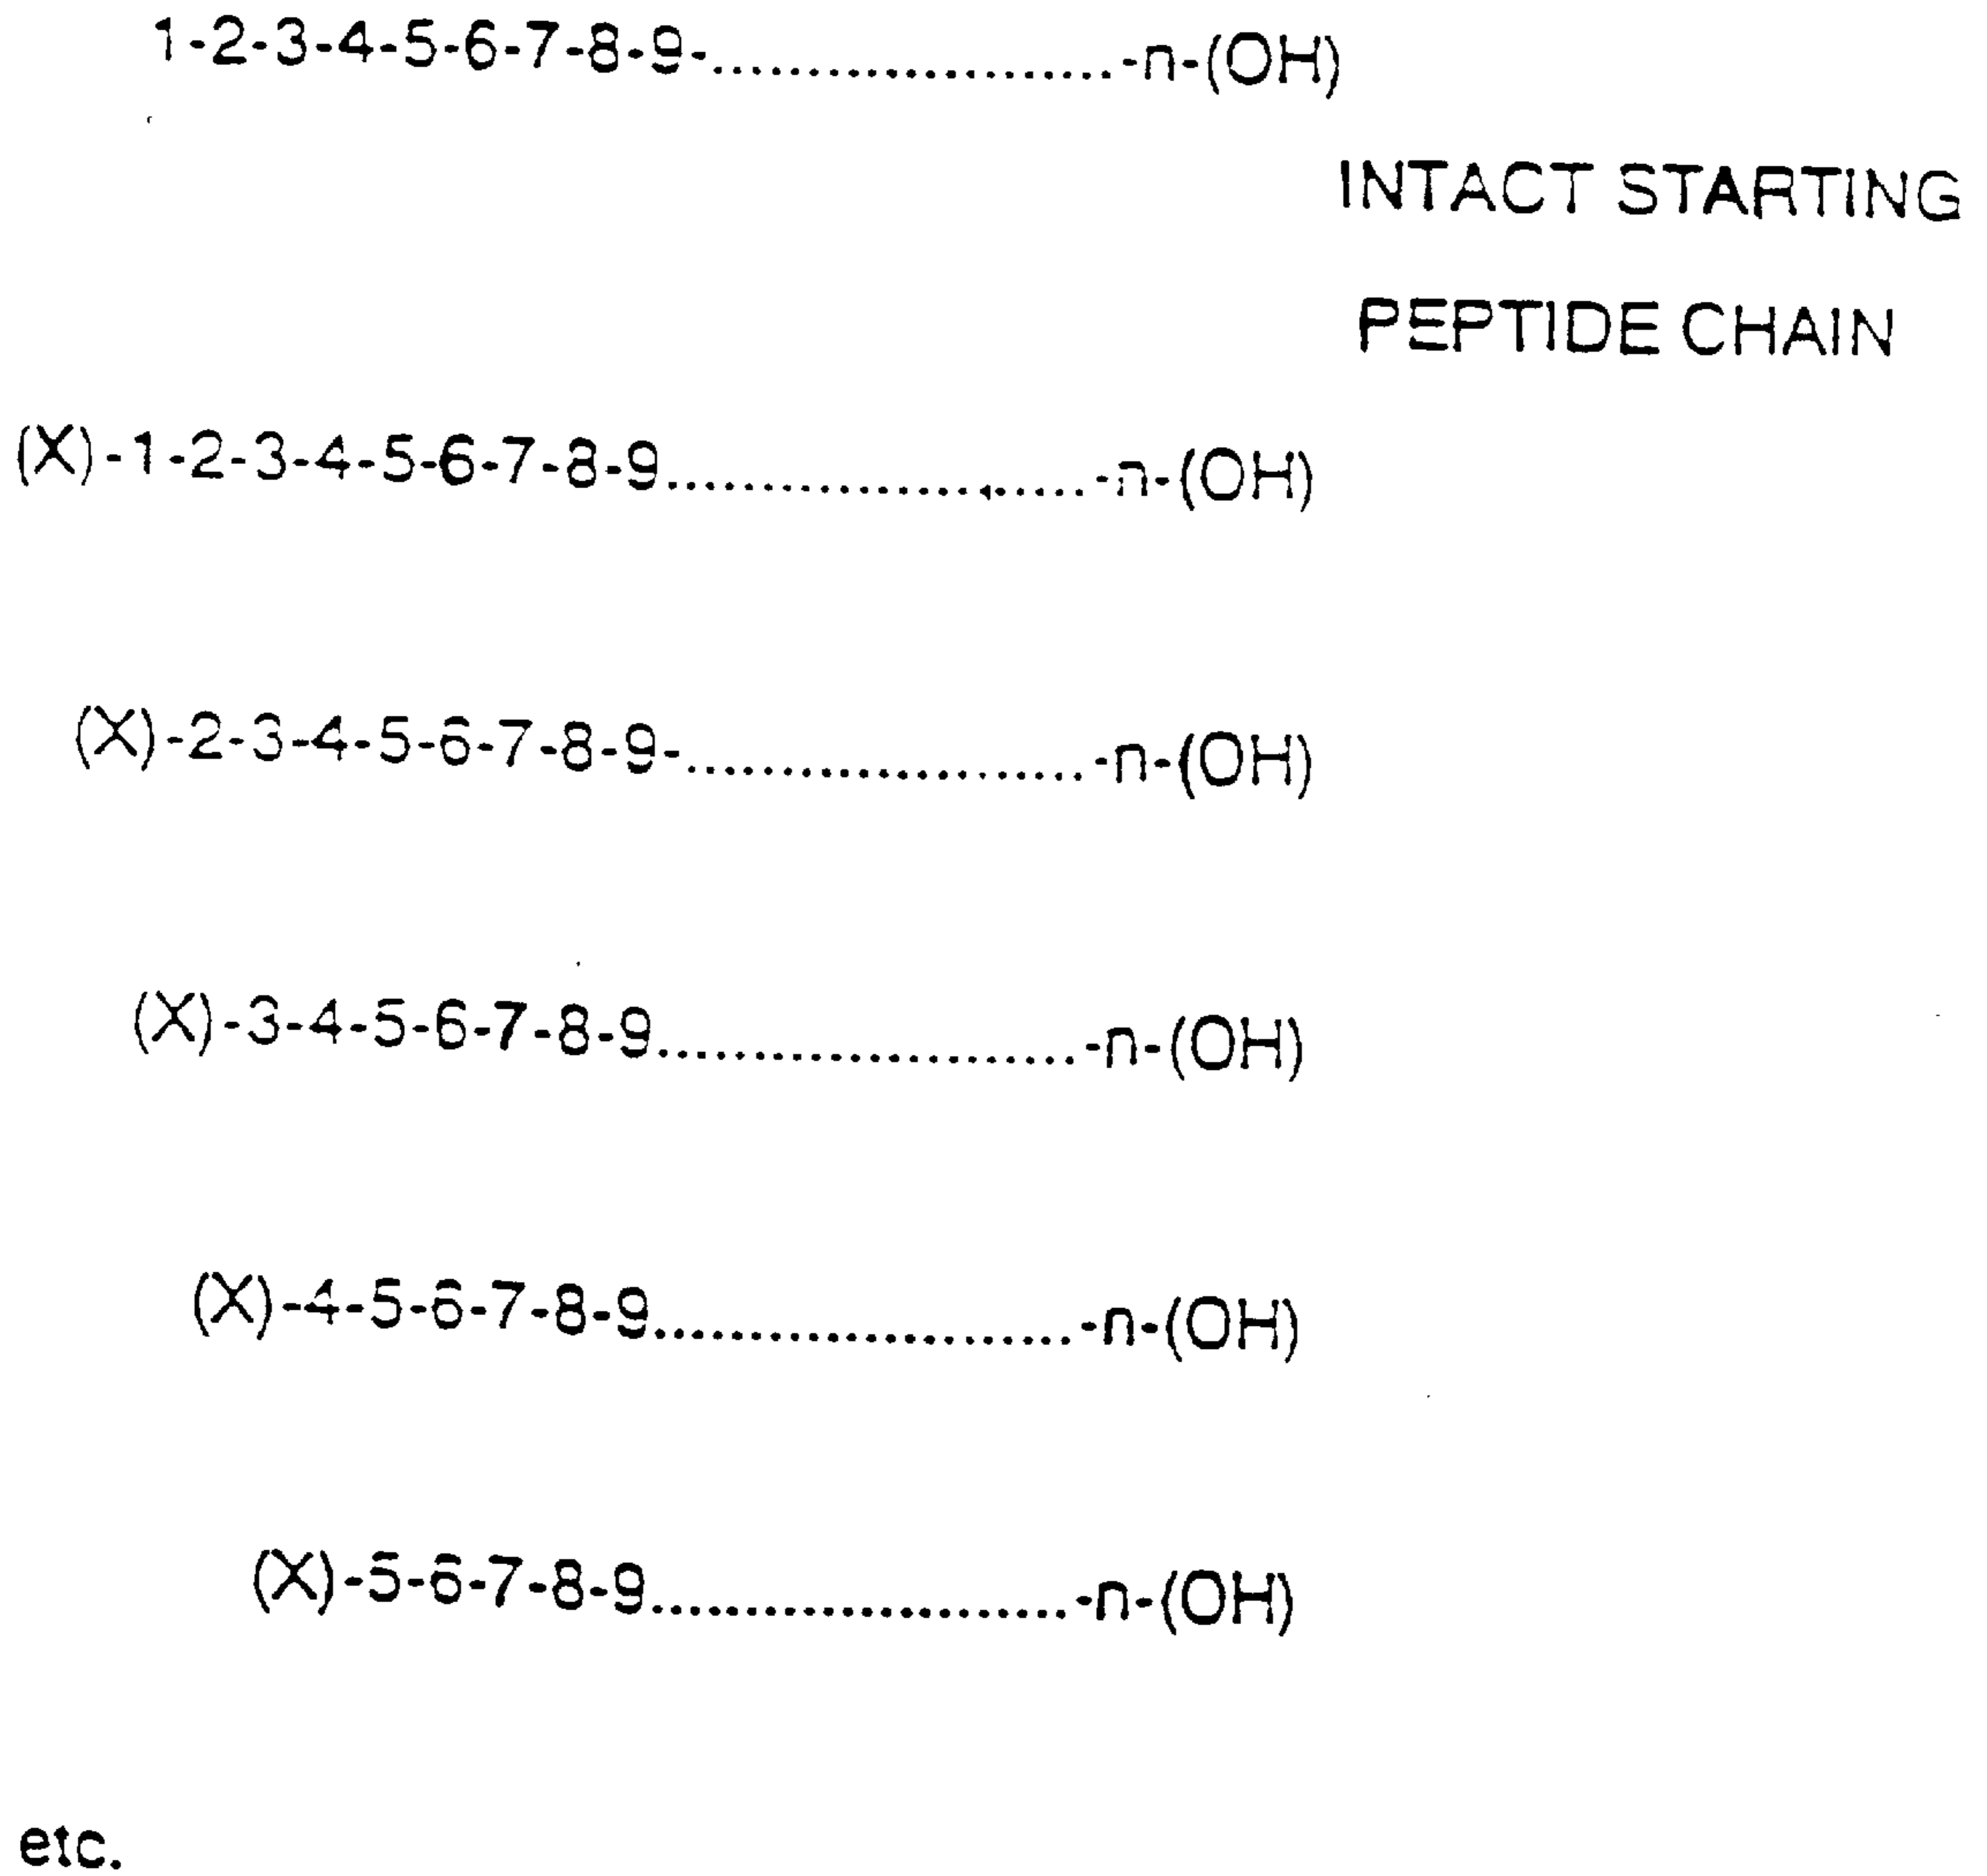 1-2-3-4-5-6-7-8-9-.....................-n-(OH)
INTACT STARTING
PEPTIDE CHAIN
(X)-1-2-3-4-5-6-7-8-9......................-n-(OH)
(X)-2-3-4-5-6-7-8-9-.....................-n-(OH)
(X)-3-4-5-6-7-8-9......................-n-(OH)
(X)-4-5-6-7-8-9......................-n-(OH)
(X)-5-6-7-8-9......................-n-(OH)
etc.